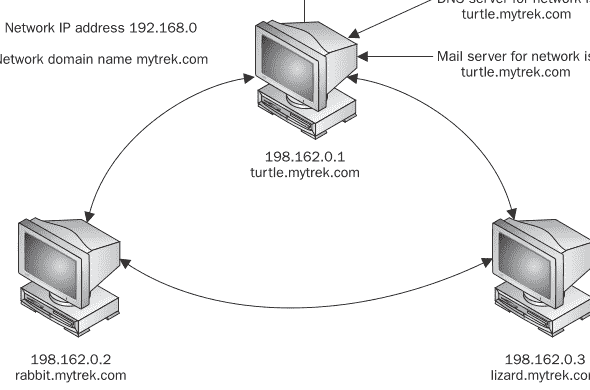 DNS server for network is
turtle.mytrek.com
Network IP address 192.168.0
Network domain name mytrek.com
Mail server for network is
turtle.mytrek.com
198.162.0.1
turtle.mytrek.com
198.162.0.2
rabbit.mytrek.com
198.162.0.3
lizard.mytrek.com